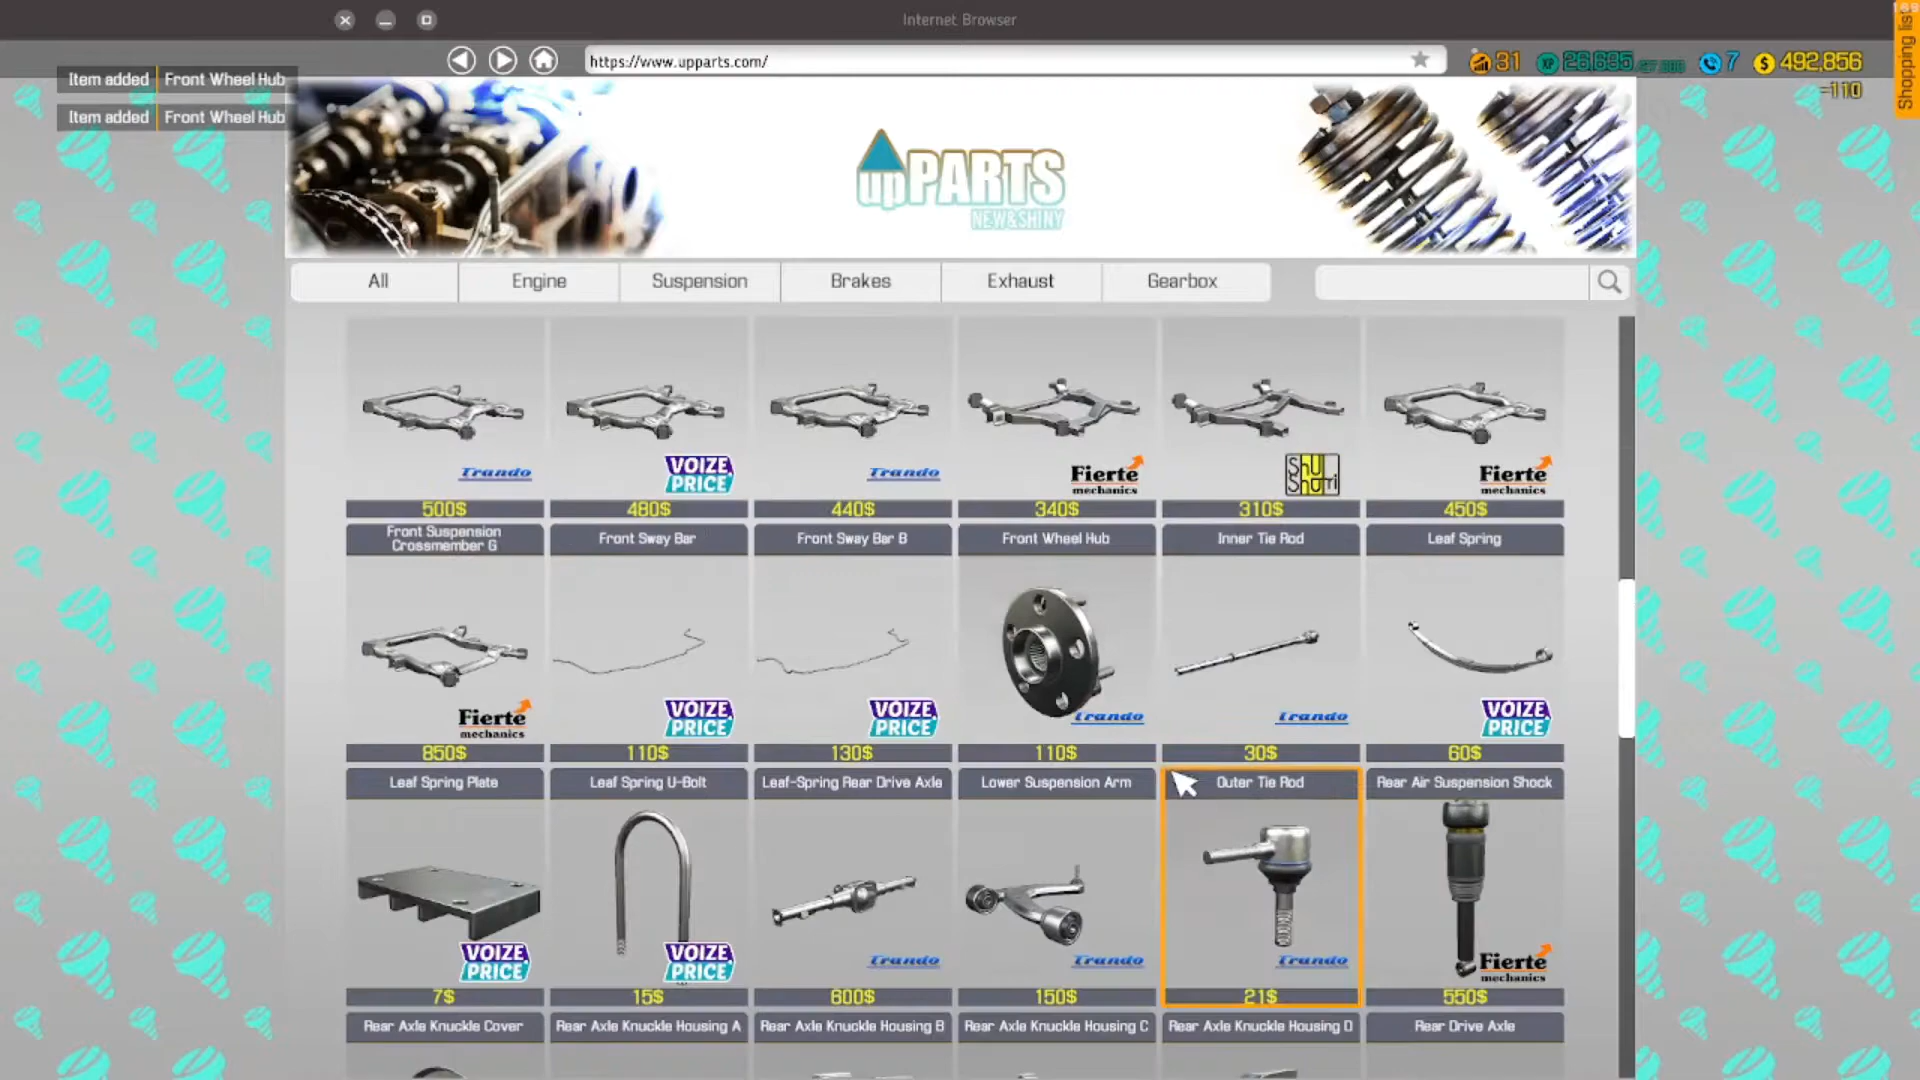 Internet Browser
https://www.upparts.com/
31
7
492,856
-110
Shopping list
Item added Front Wheel Hub
Item added Front Wheel Hub
upPARTS
NEW&SHINY
All Engine Suspension Brakes Exhaust Gearbox
Trando VOIZE PRICE Trando Fierte mechanics Shu Shuri Fierte mechanics
500$ 480$ 440$ 340$ 310$ 450$
Front Suspension Crossmember G Front Sway Bar Front Sway Bar B Front Wheel Hub Inner Tie Rod Leaf Spring
Fierte mechanics VOIZE PRICE VOIZE PRICE Trando Trando VOIZE PRICE
850$ 110$ 130$ 110$ 30$ 60$
Leaf Spring Plate Leaf Spring U-Bolt Leaf-Spring Rear Drive Axle Lower Suspension Arm Outer Tie Rod Rear Air Suspension Shock
VOIZE PRICE VOIZE PRICE Trando Trando Trando Fierte mechanics
7$ 15$ 600$ 150$ 21$ 550$
Rear Axle Knuckle Cover Rear Axle Knuckle Housing A Rear Axle Knuckle Housing B Rear Axle Knuckle Housing C Rear Axle Knuckle Housing D Rear Drive Axle